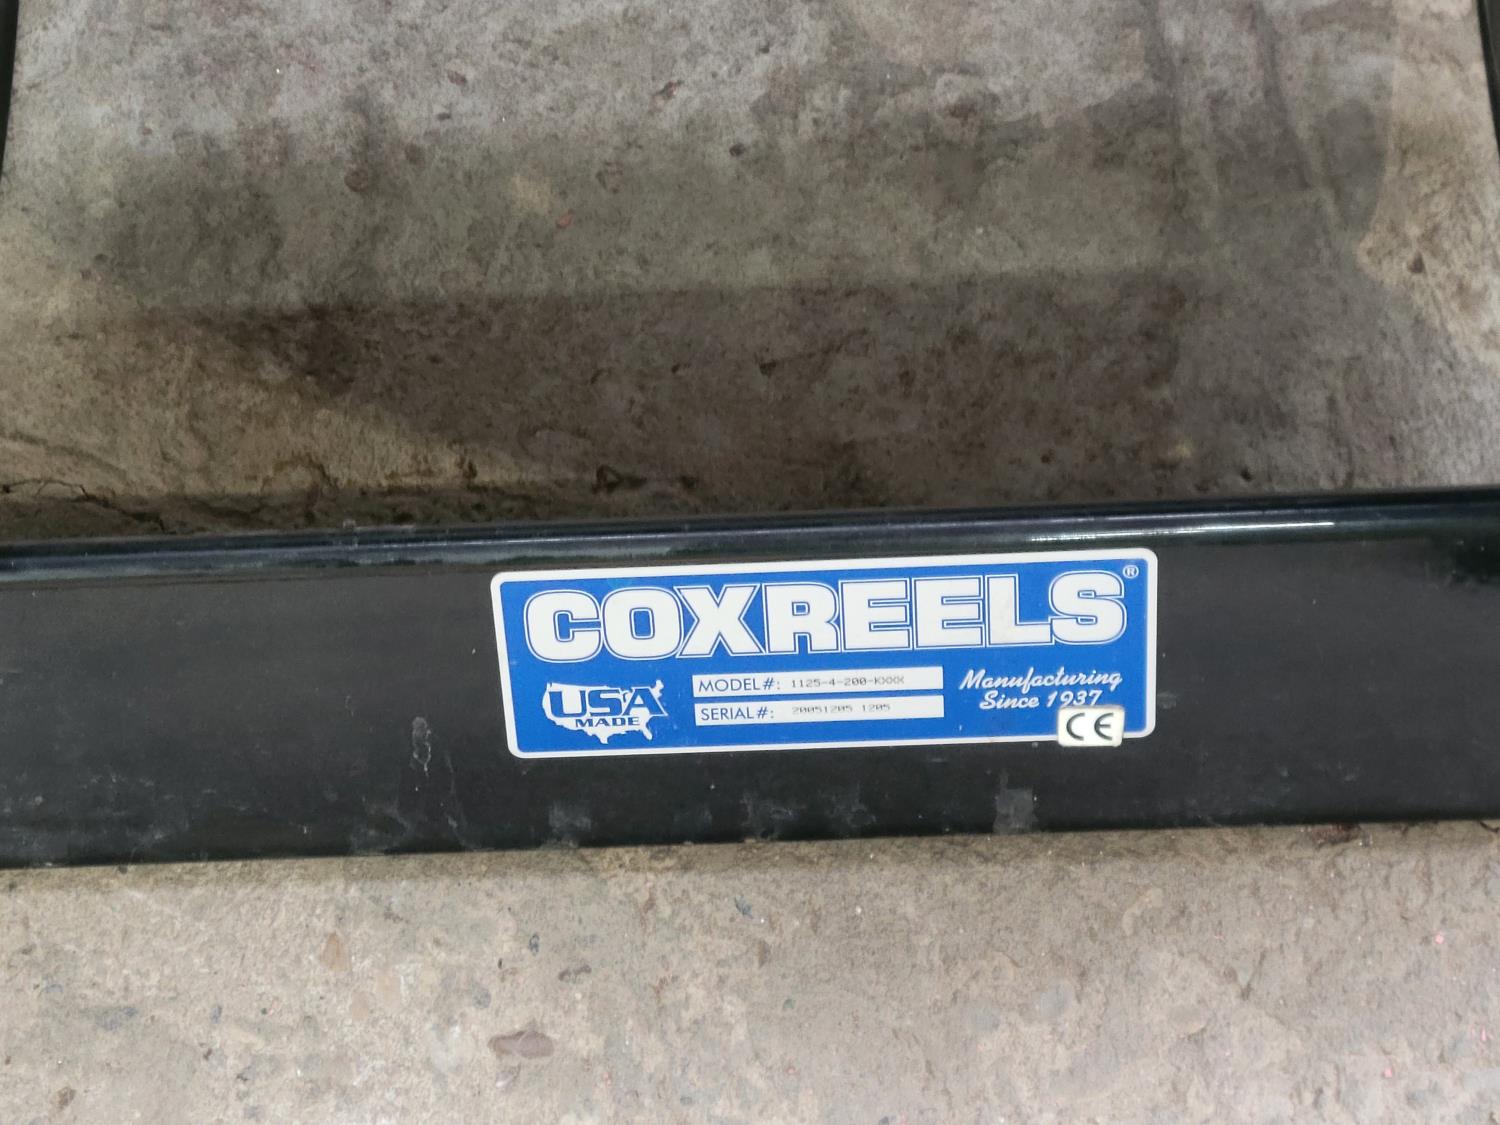 COXREELS®
MODEL#: 1125-4-200-KXXX
SERIAL#: 20051205 1205
USA
MADE
Manufacturing
Since 1937
CE